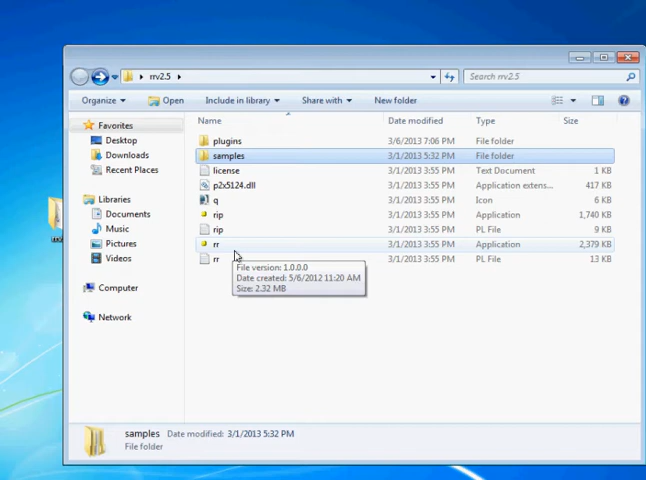 rrv2.5
Search rrv2.5
Organize
Open
Include in library
Share with
New folder
Name
Date modified
Type
Size
Favorites
Desktop
Downloads
Recent Places
Libraries
Documents
Music
Pictures
Videos
Computer
Network
plugins 3/6/2013 7:06 PM File folder
samples 3/1/2013 5:32 PM File folder
license 3/1/2013 3:55 PM Text Document 1 KB
p2x5124.dll 3/1/2013 3:55 PM Application extens... 417 KB
q 3/1/2013 3:55 PM Icon 6 KB
rip 3/1/2013 3:55 PM Application 1,740 KB
rip 3/1/2013 3:55 PM PL File 9 KB
rr 3/1/2013 3:55 PM Application 2,379 KB
rr 3/1/2013 3:55 PM PL File 13 KB
File version: 1.0.0.0
Date created: 5/6/2012 11:20 AM
Size: 2.32 MB
samples Date modified: 3/1/2013 5:32 PM
File folder